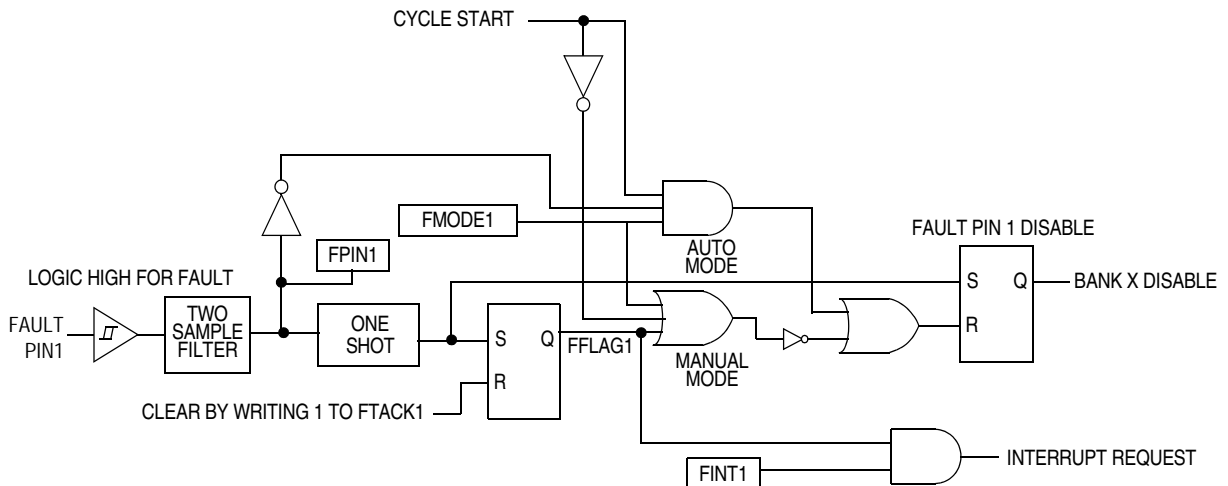 CYCLE START
FMODE1
AUTO
MODE
FAULT PIN 1 DISABLE
FPIN1
LOGIC HIGH FOR FAULT
S
Q
BANK X DISABLE
R
FAULT
PIN1
TWO
SAMPLE
FILTER
ONE
SHOT
S
Q
FFLAG1
R
MANUAL
MODE
CLEAR BY WRITING 1 TO FTACK1
FINT1
INTERRUPT REQUEST